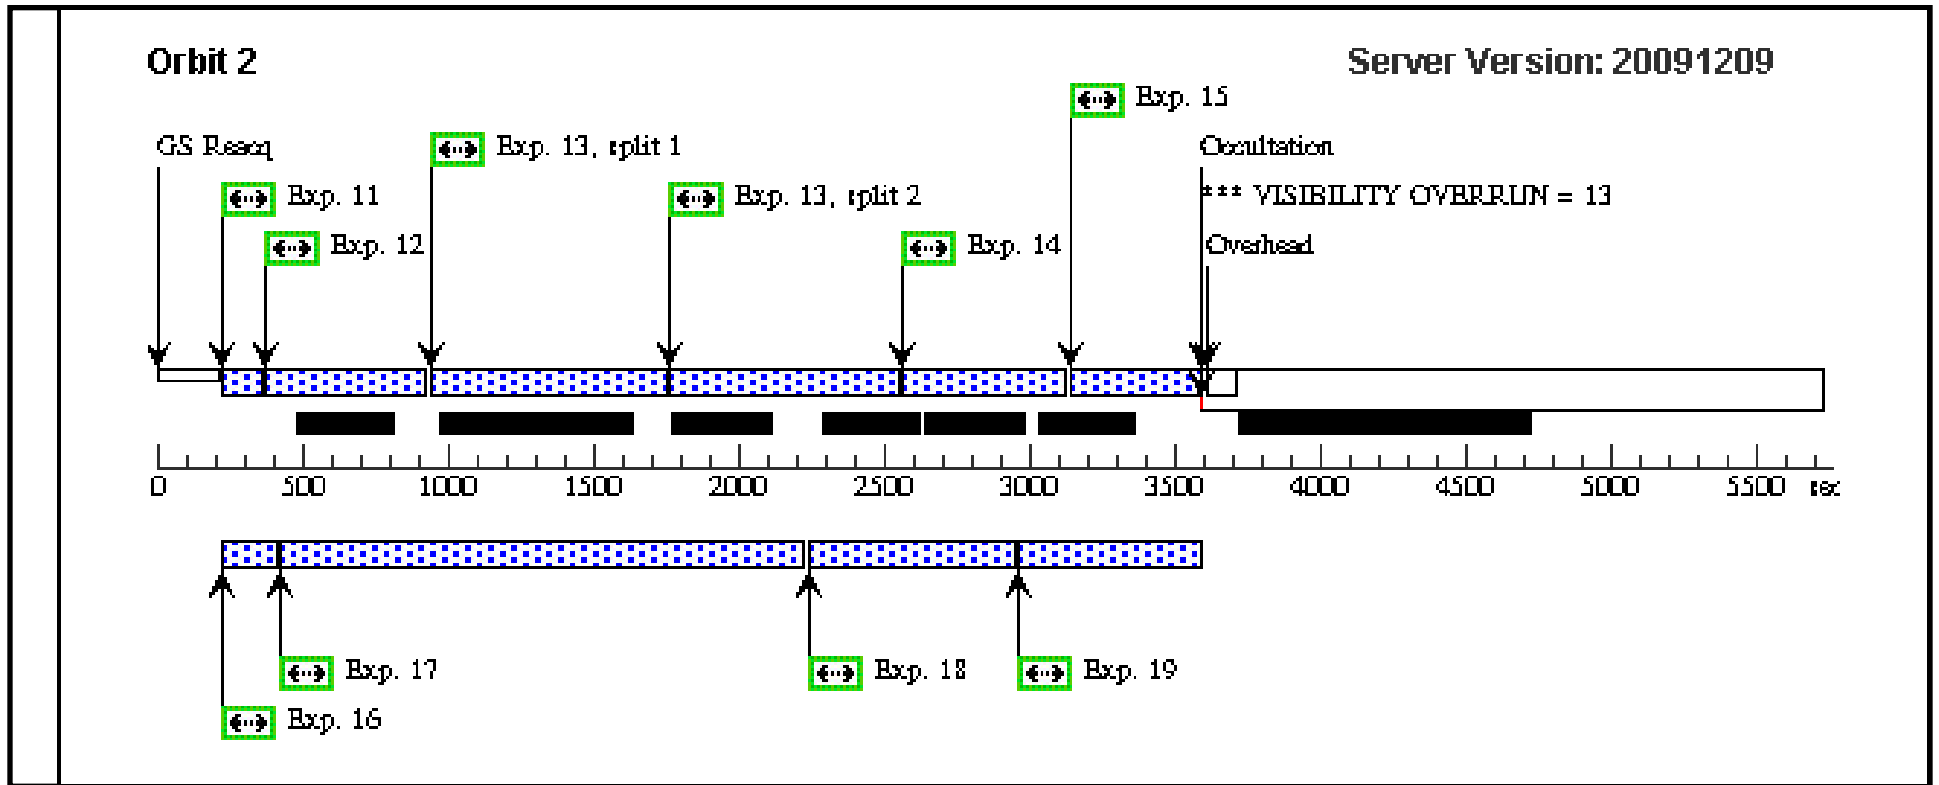 Orbit 2
Server Version: 20091209
Exp. 15
GS Reacq
Exp. 13, split 1
Occultation
Exp. 11
Exp. 13, split 2
*** VISIBILITY OVERRUN = 13
Exp. 12
Exp. 14
Overhead
0 500 1000 1500 2000 2500 3000 3500 4000 4500 5000 5500 sec
Exp. 17
Exp. 18
Exp. 19
Exp. 16